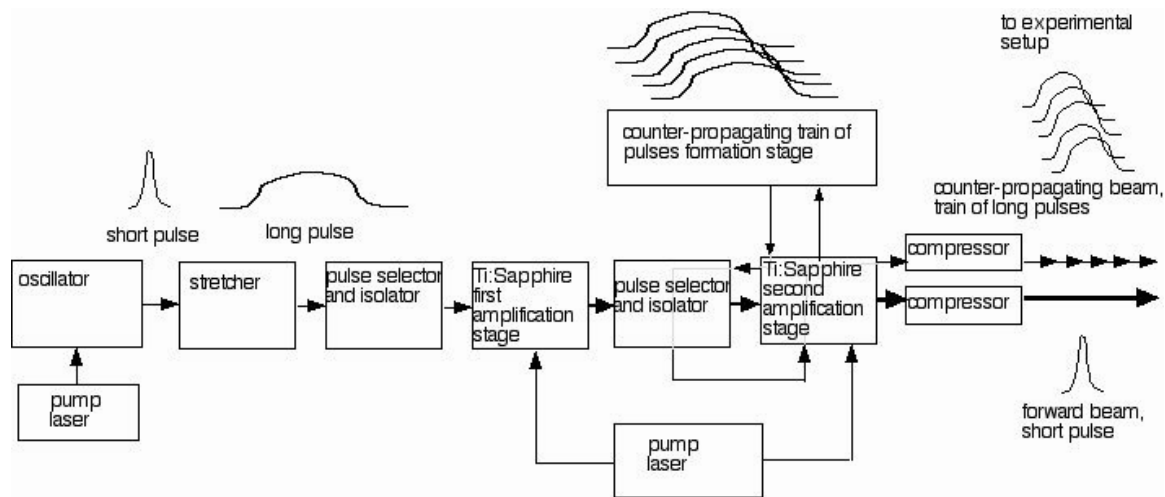 to experimental
setup
counter-propagating train of
pulses formation stage
counter-propagating beam,
train of long pulses
short pulse
long pulse
oscilator
stretcher
pulse selector
and isolator
Ti:Sapphire
first
amplification
stage
pulse selector
and isolator
Ti:Sapphire
second
amplification
stage
compressor
compressor
pump
laser
pump
laser
forward beam,
short pulse